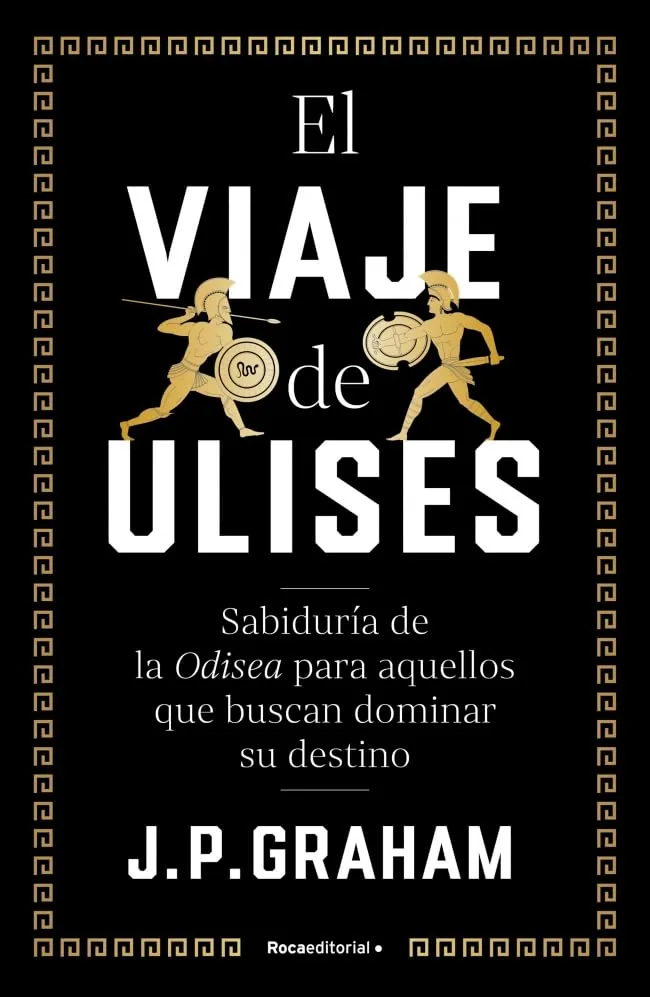 El
VIAJE
de
ULISES
Sabiduría de
la Odisea para aquellos
que buscan dominar
su destino
J.P.GRAHAM
Rocaeditorial